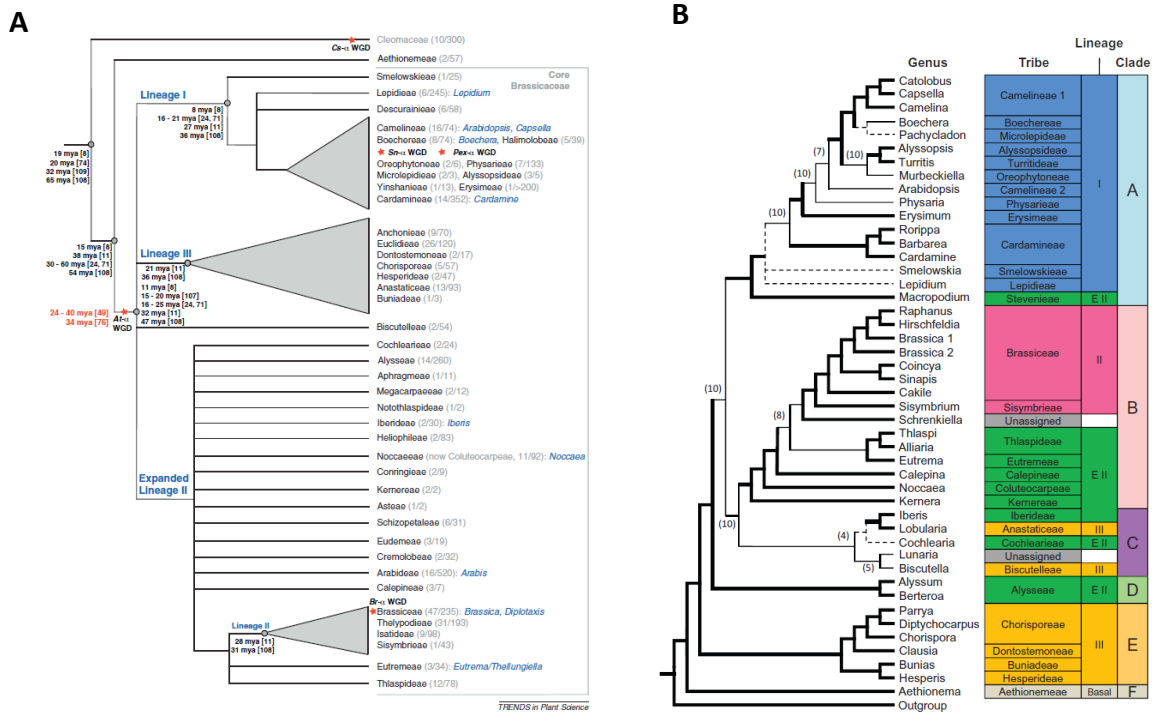 A
Cleomaceae (10/300)
Cs-α WGD
Aethionemeae (2/57)
Core
Brassicaceae
Smelowskieae (1/25)
Lineage I
Lepidieae (6/245): Lepidium
8 mya [8]
16 - 21 mya [24, 71]
27 mya [11]
36 mya [108]
Descurainieae (6/58)
Camelineae (16/74): Arabidopsis, Capsella
Boechereae (8/74): Boechera, Halimolobeae (5/39)
Sn-α WGD Pex-α WGD
Oreophytoneae (2/6), Physarieae (7/133)
Microlepidieae (2/3), Alyssopsideae (3/5)
Yinshanieae (1/13), Erysimeae (1/>200)
Cardamineae (14/352): Cardamine
19 mya [8]
20 mya [74]
32 mya [109]
65 mya [108]
Anchonieae (9/70)
Euclidieae (26/120)
Dontostemoneae (2/17)
Chorisporeae (5/57)
Hesperideae (2/47)
Anastaticeae (13/93)
Buniadeae (1/3)
Lineage III
21 mya [11]
36 mya [108]
15 mya [8]
38 mya [11]
30 - 60 mya [24, 71]
54 mya [108]
11 mya [8]
15 - 20 mya [107]
16 - 25 mya [24, 71]
32 mya [11]
47 mya [108]
24 - 40 mya [49]
34 mya [76]
At-α
WGD
Biscutelleae (2/54)
Cochlearieae (2/24)
Alysseae (14/260)
Aphragmeae (1/11)
Megacarpaeeae (2/12)
Notothlaspideae (1/2)
Iberideae (2/30): Iberis
Heliophileae (2/83)
Noccaeeae (now Coluteocarpeae, 11/92): Noccaea
Conringieae (2/9)
Expanded
Lineage II
Kernereae (2/2)
Asteae (1/2)
Schizopetaleae (6/31)
Eudemeae (3/19)
Cremolobeae (2/32)
Arabideae (16/520): Arabis
Calepineae (3/7)
Br-α WGD
Brassiceae (47/235): Brassica, Diplotaxis
Thelypodieae (31/193)
Isatideae (9/98)
Sisymbrieae (1/43)
Lineage II
28 mya [11]
31 mya [108]
Eutremeae (3/34): Eutrema/Thellungiella
Thlaspideae (12/78)
TRENDS in Plant Science
B
Lineage
Genus Tribe Clade
Catolobus
Capsella
Camelina
Boechera
Pachycladon
Alyssopsis
Turritis
Murbeckiella
Arabidopsis
Physaria
Erysimum
Rorippa
Barbarea
Cardamine
Smelowskia
Lepidium
Macropodium
Raphanus
Hirschfeldia
Brassica 1
Brassica 2
Coincya
Sinapis
Cakile
Sisymbrium
Schrenkiella
Thlaspi
Alliaria
Eutrema
Calepina
Noccaea
Kernera
Iberis
Lobularia
Cochlearia
Lunaria
Biscutella
Alyssum
Berteroa
Parrya
Diptychocarpus
Chorispora
Clausia
Bunias
Hesperis
Aethionema
Outgroup
(7)
(10)
(10)
(10)
(10)
(8)
(10)
(4)
(5)
Camelineae 1
Boechereae
Microlepideae
Alyssopsideae
Turritideae
Oreophytoneae
Camelineae 2
Physarieae
Erysimeae
Cardamineae
Smelowskieae
Lepidieae
Stevenieae
Brassiceae
Sisymbrieae
Unassigned
Thlaspideae
Eutremeae
Calepineae
Coluteocarpeae
Kernereae
Iberideae
Anastaticeae
Cochlearieae
Unassigned
Biscutelleae
Alysseae
Chorisporeae
Dontostemoneae
Buniadeae
Hesperideae
Aethionemeae
I
E II
II
E II
III
E II
III
E II
III
Basal
A
B
C
D
E
F